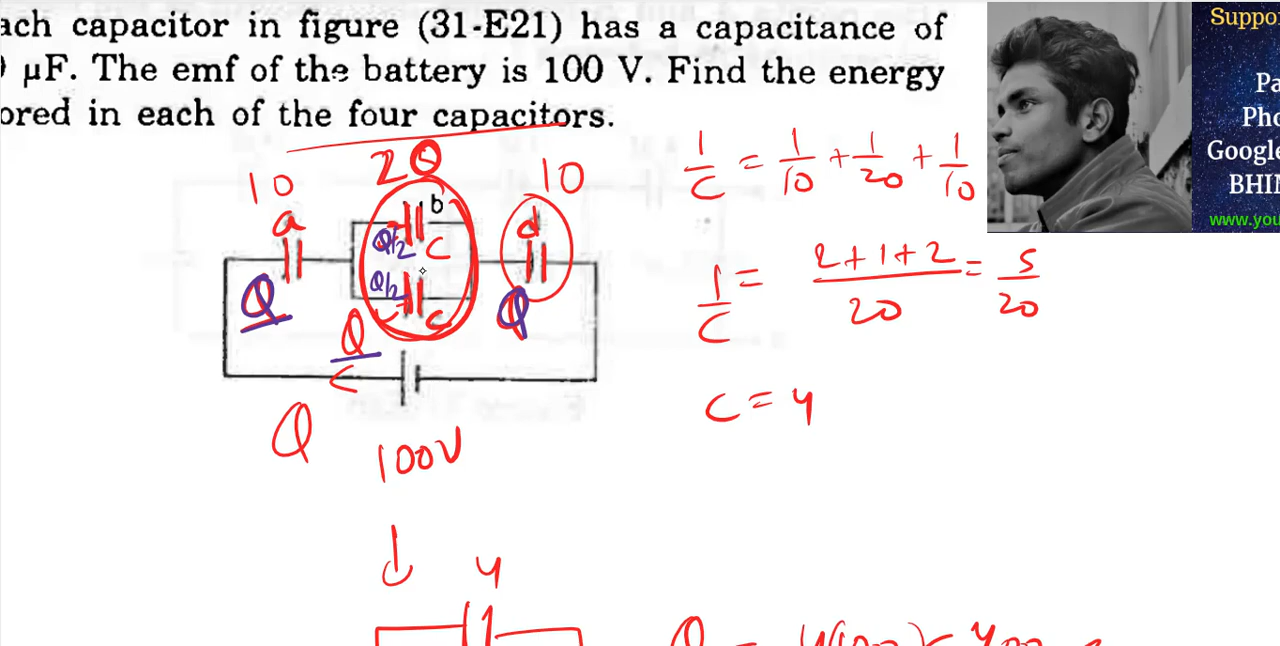 ach capacitor in figure (31-E21) has a capacitance of
μF. The emf of the battery is 100 V. Find the energy
ored in each of the four capacitors.
Suppo
Pa
Pho
Google
BHI
www.you
10
20
10
a
b
d
Q/2
C
Q/2
C
Q
Q
Q
Q
100V
4
1/C = 1/10 + 1/20 + 1/10
1/C = 2+1+2/20 = 5/20
C = 4